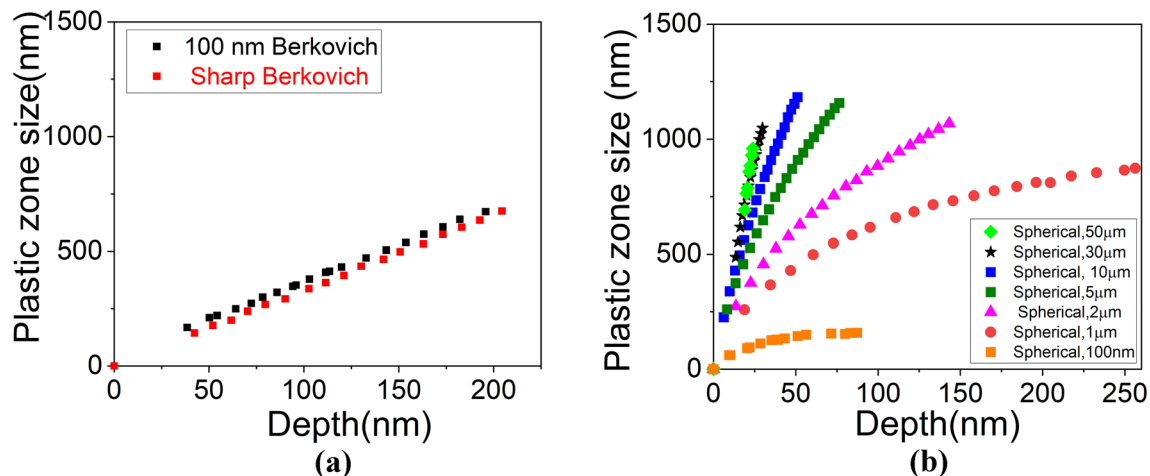 1500
1000
500
0
Plastic zone size(nm)
100 nm Berkovich
Sharp Berkovich
0
50
100
150
200
Depth(nm)
(a)
1500
1000
500
0
Plastic zone size (nm)
Spherical,50μm
Spherical,30μm
Spherical, 10μm
Spherical,5μm
Spherical,2μm
Spherical,1μm
Spherical,100nm
0
50
100
150
200
250
Depth(nm)
(b)